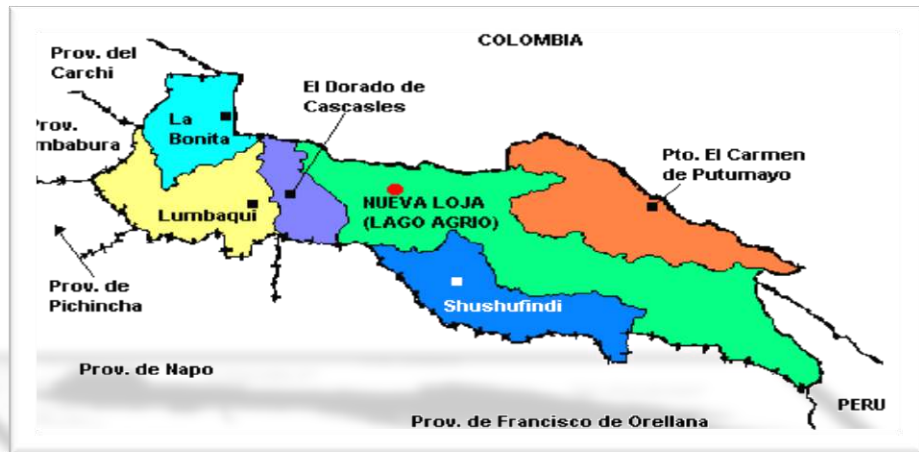 COLOMBIA
Prov. del
Carchi
El Dorado de
Cascasles
La
Bonita
Prov.
mbabura
Pto. El Carmen
de Putumayo
NUEVA LOJA
(LAGO AGRIO)
Lumbaqui
Prov. de
Pichincha
Shushufindi
Prov. de Napo
PERU
Prov. de Francisco de Orellana